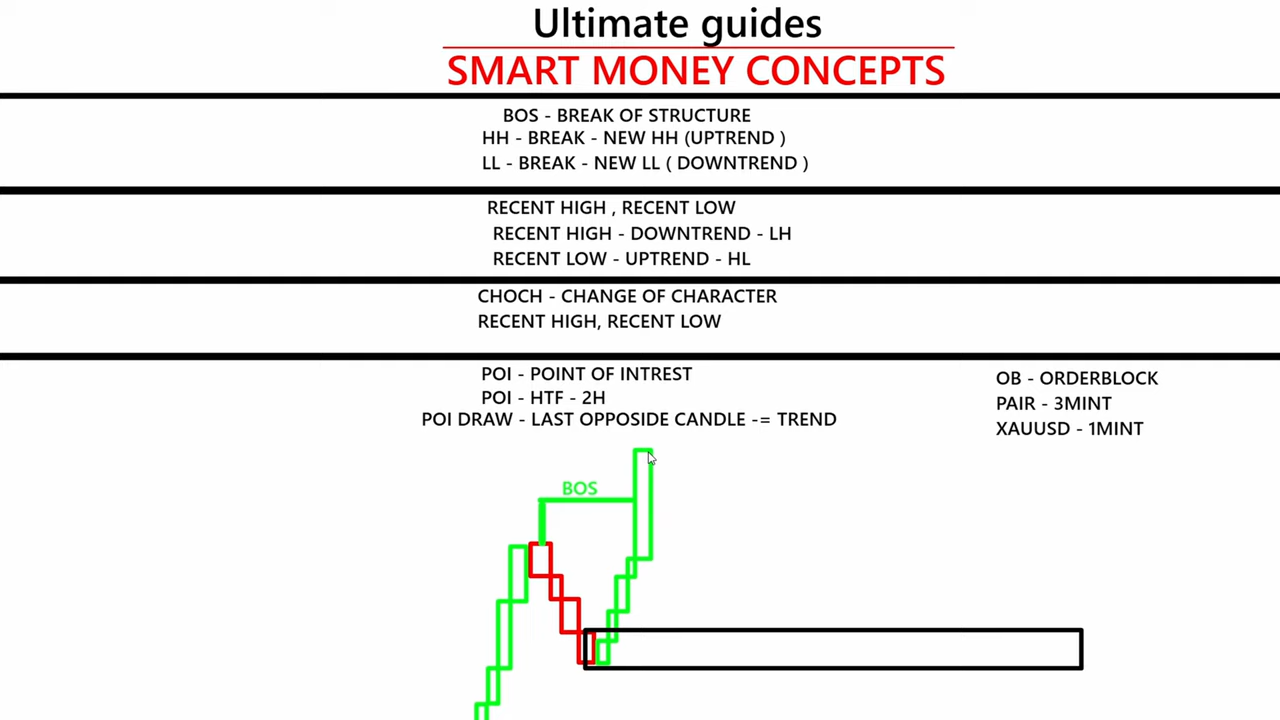 Ultimate guides
SMART MONEY CONCEPTS
BOS - BREAK OF STRUCTURE
HH - BREAK - NEW HH (UPTREND )
LL - BREAK - NEW LL ( DOWNTREND )
RECENT HIGH , RECENT LOW
RECENT HIGH - DOWNTREND - LH
RECENT LOW - UPTREND - HL
CHOCH - CHANGE OF CHARACTER
RECENT HIGH, RECENT LOW
POI - POINT OF INTREST
POI - HTF - 2H
POI DRAW - LAST OPPOSIDE CANDLE -= TREND
OB - ORDERBLOCK
PAIR - 3MINT
XAUUSD - 1MINT
BOS